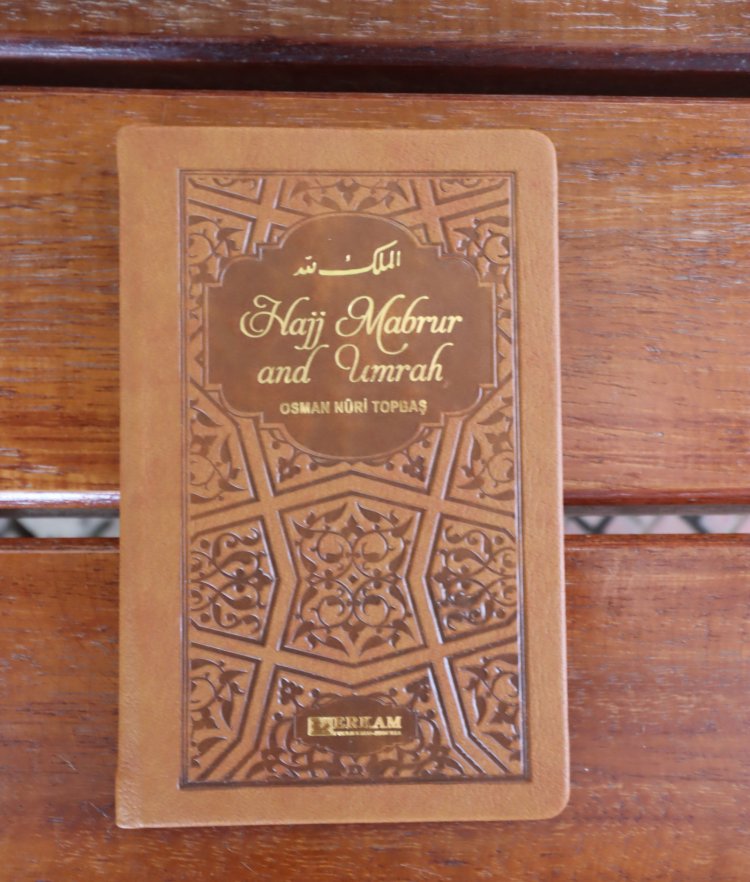 الملك لله
Hajj Mabrur
and Umrah
OSMAN NÛRİ TOPBAŞ
ERKAM